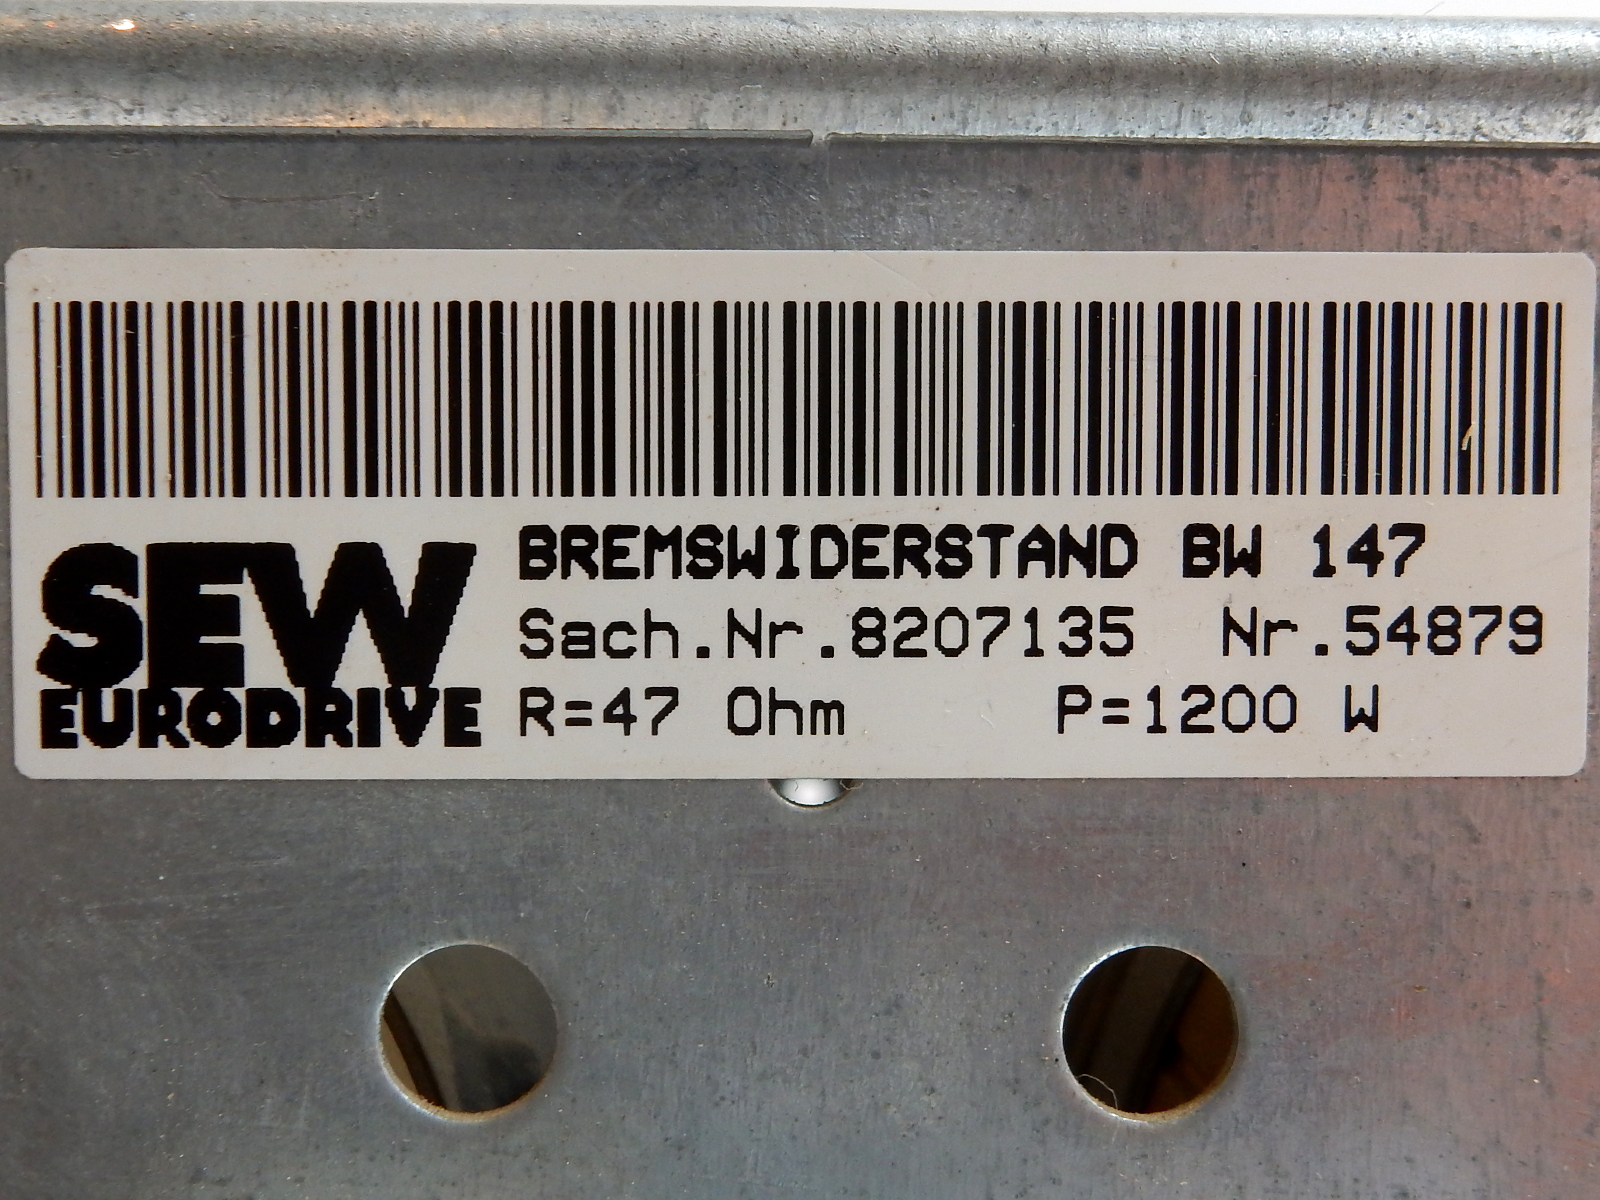 SEW
EURODRIVE
BREMSWIDERSTAND BW 147
Sach.Nr.8207135 Nr.54879
R=47 Ohm P=1200 W